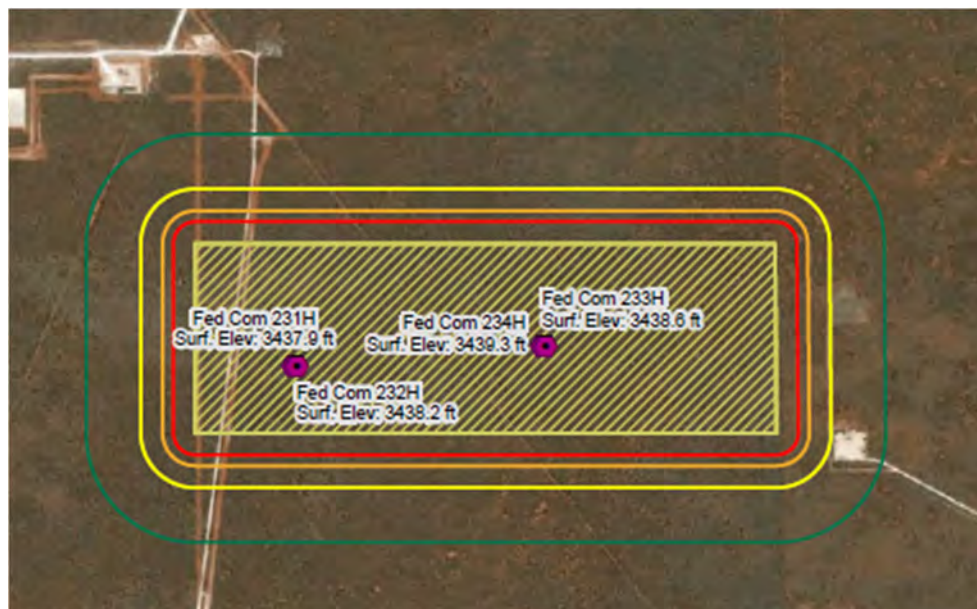 Fed Com 233H
Surf. Elev: 3438.6 ft
Fed Com 231H
Surf. Elev: 3437.9 ft
Fed Com 234H
Surf. Elev: 3439.3 ft
Fed Com 232H
Surf. Elev: 3438.2 ft